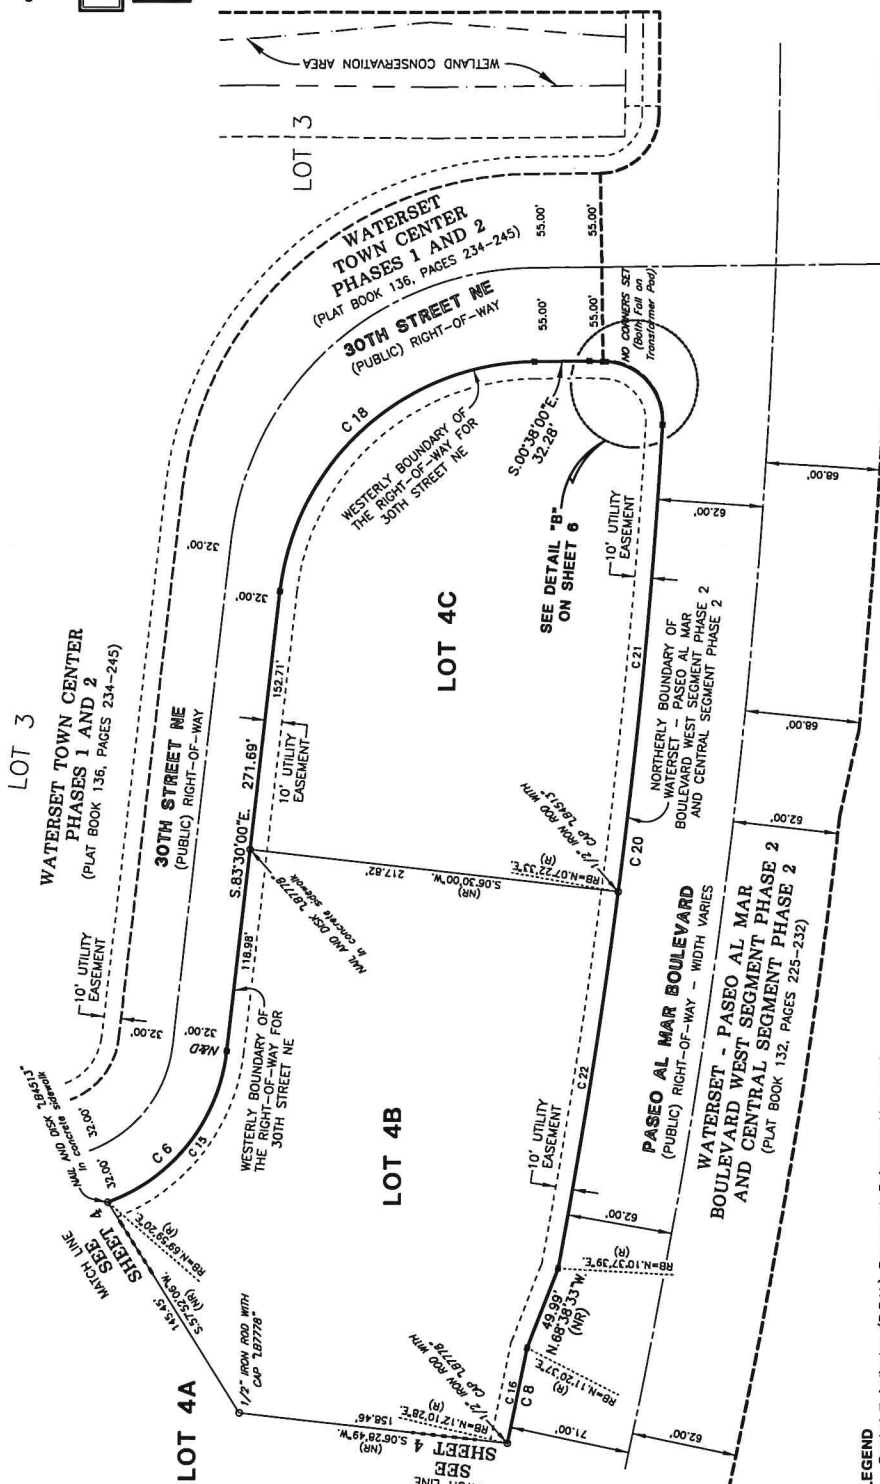 WETLAND CONSERVATION AREA
LOT 3
WATERSET
TOWN CENTER
PHASES 1 AND 2
(PLAT BOOK 136, PAGES 234-245)
30TH STREET NE
(PUBLIC) RIGHT-OF-WAY
55.00'
55.00'
55.00'
55.00'
NO CORNERS SET
(Both Fall on
Transformer Pad)
C 18
WESTERLY BOUNDARY OF
THE RIGHT-OF-WAY FOR
30TH STREET NE
S.00°38'00"E.
32.28'
SEE DETAIL "B"
ON SHEET 6
10' UTILITY
EASEMENT
62.00'
68.00'
32.00'
32.00'
LOT 4C
C 21
NORTHERLY BOUNDARY OF
WATERSET - PASEO AL MAR
BOULEVARD WEST SEGMENT PHASE 2
AND CENTRAL SEGMENT PHASE 2
68.00'
LOT 3
WATERSET TOWN CENTER
PHASES 1 AND 2
(PLAT BOOK 136, PAGES 234-245)
30TH STREET NE
(PUBLIC) RIGHT-OF-WAY
152.71'
S.83°30'00"E. 271.69'
10' UTILITY
EASEMENT
118.98'
NAIL AND DISK "LB7778"
in concrete sidewalk
217.82'
S.06°30'00"W.
(NR)
1/2" IRON ROD WITH
CAP "LB4513"
RB=N.07°22'33"E.
(R)
C 20
62.00'
10' UTILITY
EASEMENT
32.00'
32.00'
N&D
WESTERLY BOUNDARY OF
THE RIGHT-OF-WAY FOR
30TH STREET NE
C 22
PASEO AL MAR BOULEVARD
(PUBLIC) RIGHT-OF-WAY - WIDTH VARIES
WATERSET - PASEO AL MAR
BOULEVARD WEST SEGMENT PHASE 2
AND CENTRAL SEGMENT PHASE 2
(PLAT BOOK 132, PAGES 225-232)
NAIL AND DISK "LB4513"
in concrete sidewalk
32.00'
32.00'
C 6
C 15
LOT 4B
10' UTILITY
EASEMENT
62.00'
MATCH LINE
SEE
SHEET 4
RB=N.69°59'20"E.
(R)
145.45'
S.57°52'06"W.
(NR)
RB=N.10°37'39"E.
(R)
49.99'
N.68°38'33"W.
(NR)
RB=N.11°20'37"E.
(R)
1/2" IRON ROD WITH
CAP "LB7778"
LOT 4A
1/2" IRON ROD WITH
CAP "LB7778"
C 16
C 8
RB=N.12°10'28"E.
(R)
158.46'
S.06°28'49"W.
(NR)
SEE
SHEET 4
71.00'
62.00'
LEGEND